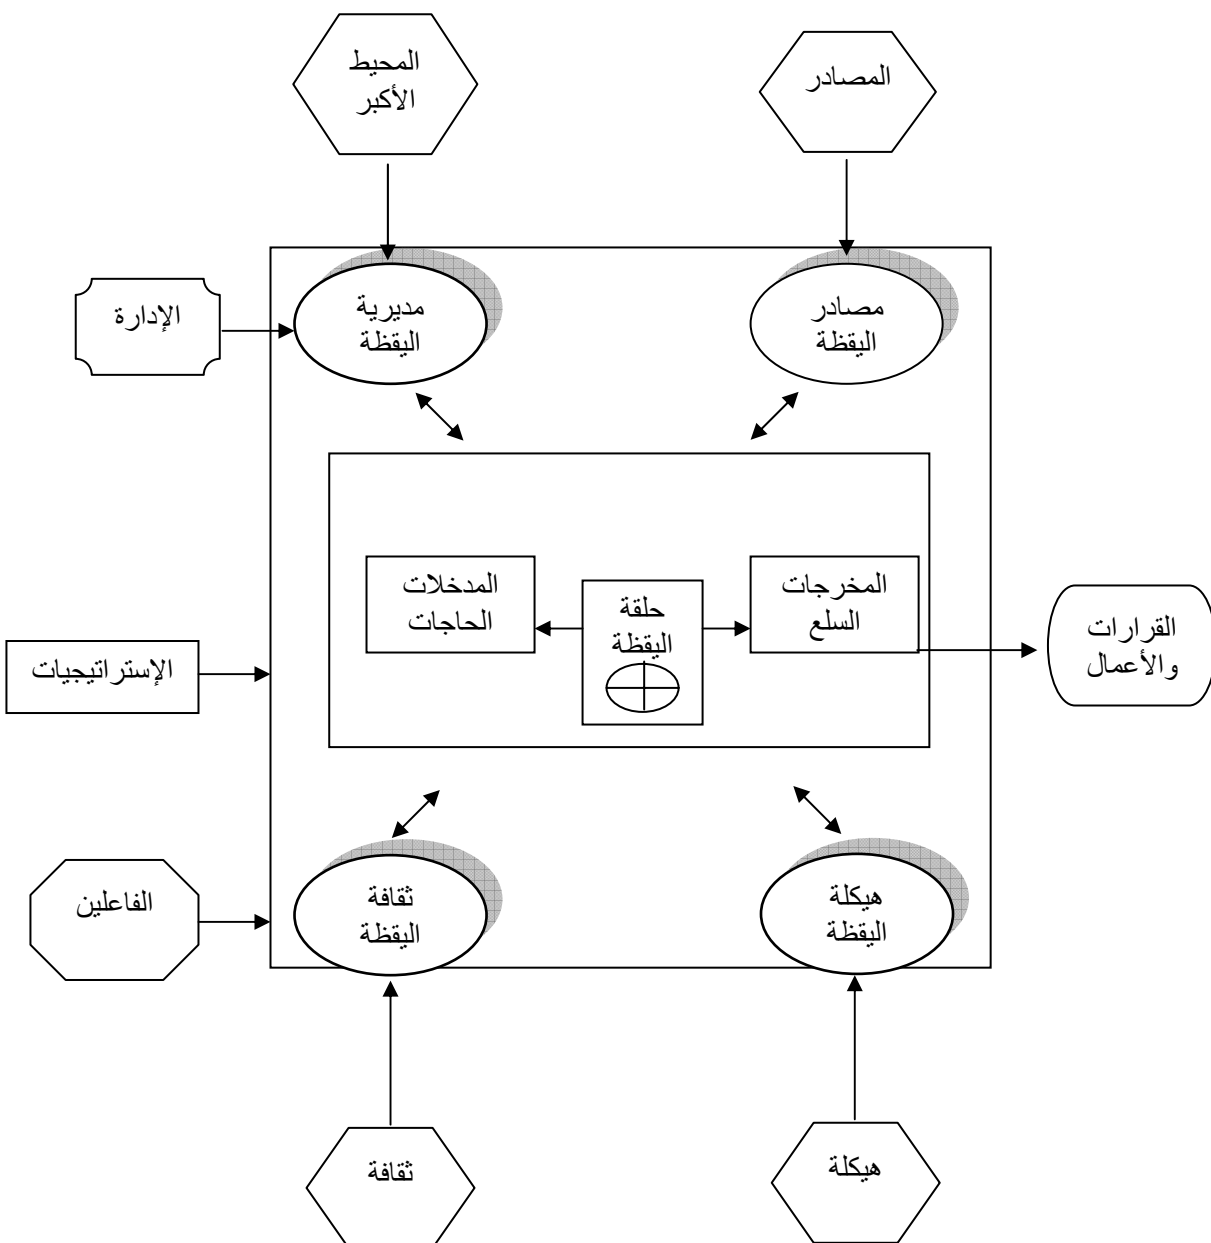 المحيط
الأكبر
المصادر
الإدارة
مديرية
اليقظة
مصادر
اليقظة
المدخلات
الحاجات
حلقة
اليقظة
المخرجات
السلع
القرارات
والأعمال
الإستراتيجيات
الفاعلين
ثقافة
اليقظة
هيكلة
اليقظة
ثقافة
هيكلة